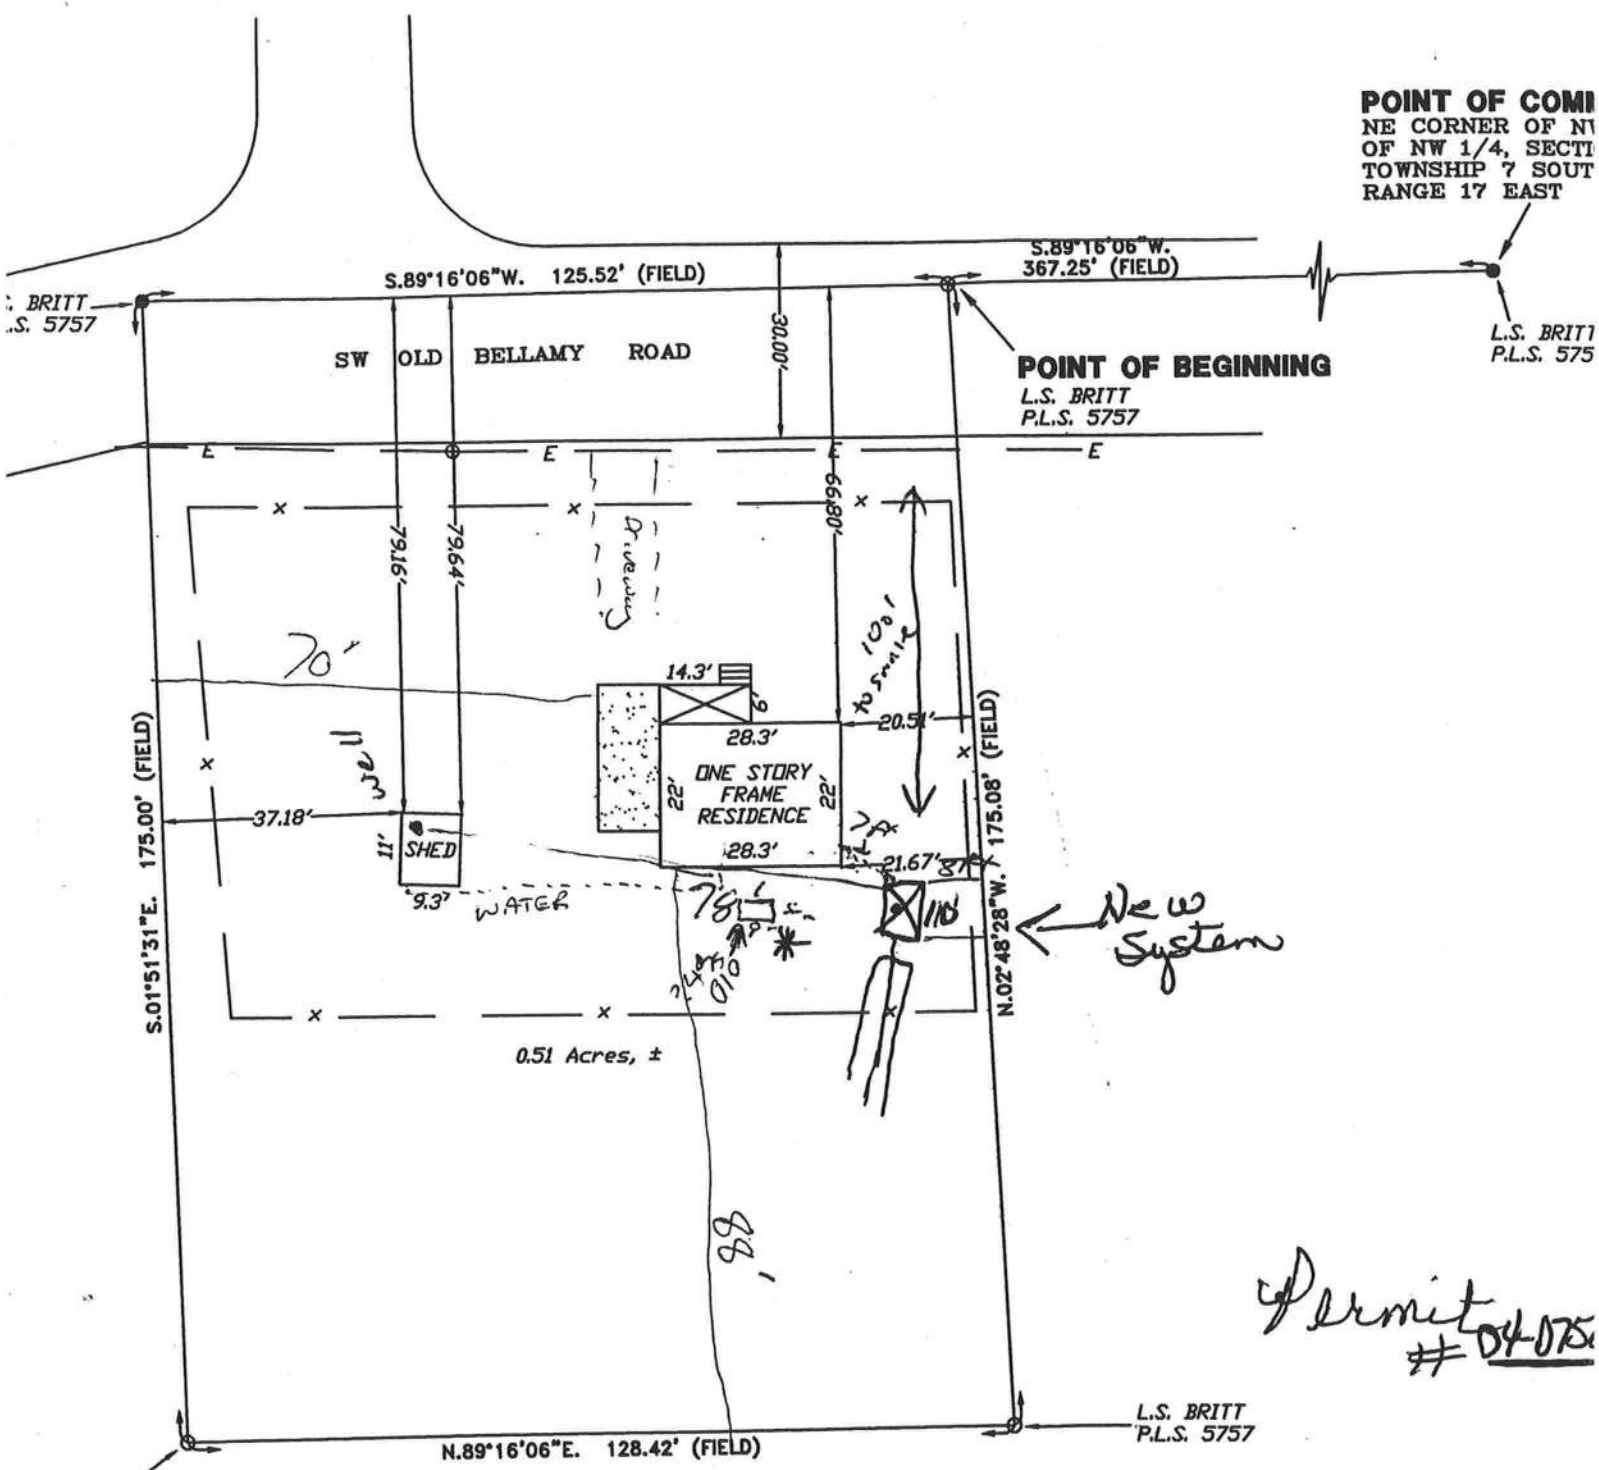 POINT OF COM
NE CORNER OF N
OF NW 1/4, SECTI
TOWNSHIP 7 SOUT
RANGE 17 EAST
S.89°16'06"W.
367.25' (FIELD)
S.89°16'06"W. 125.52' (FIELD)
BRITT
.S. 5757
L.S. BRIT
P.L.S. 575
30.00'
SW OLD BELLAMY ROAD
POINT OF BEGINNING
L.S. BRITT
P.L.S. 5757
E E E E
x x x
79.16'
79.64'
66.80'
Driveway
100'
to
70'
14.3'
20.51'
28.3'
well
ONE STORY
FRAME
RESIDENCE
22'
22'
28.3'
S.01°51'31"E. 175.00' (FIELD)
N.02°48'28"W. 175.08' (FIELD)
x x
37.18'
11'
SHED
9.3'
WATER
21.67'
78'
110'
New
System
old
x x x
0.51 Acres, ±
88'
Permit
# 04-075
L.S. BRITT
P.L.S. 5757
N.89°16'06"E. 128.42' (FIELD)